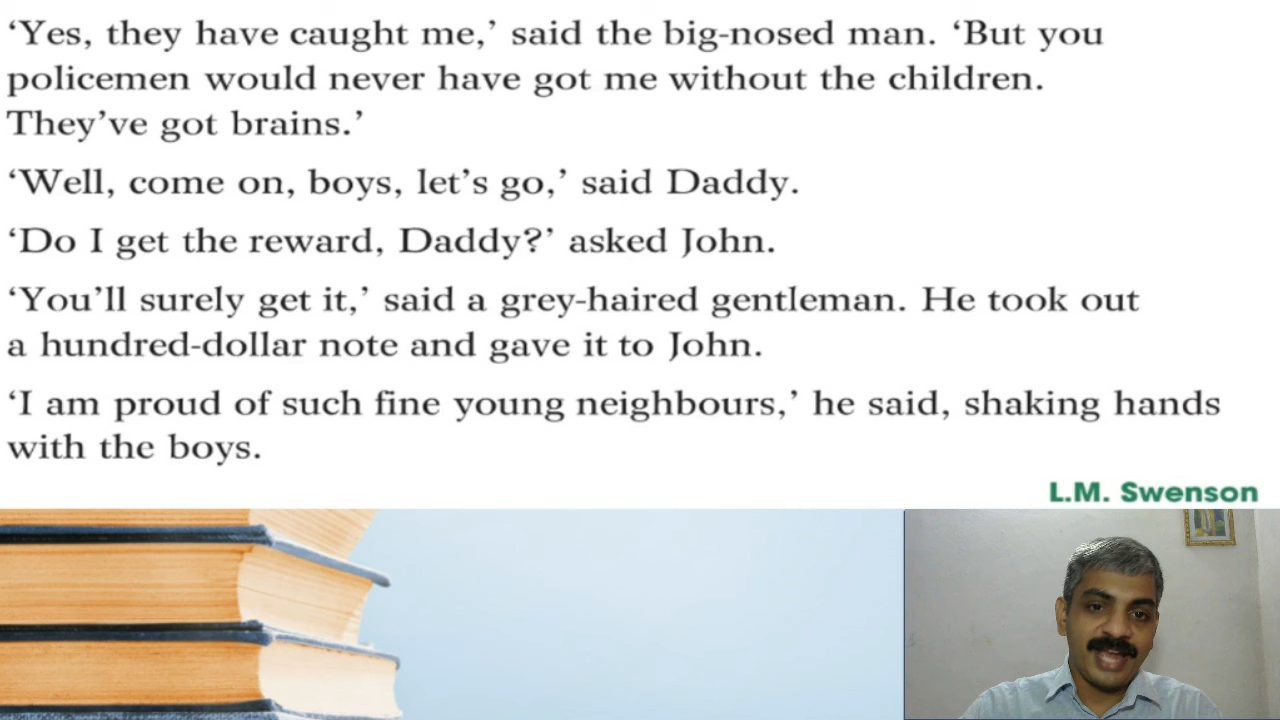 ‘Yes, they have caught me,’ said the big-nosed man. ‘But you
policemen would never have got me without the children.
They’ve got brains.’
‘Well, come on, boys, let’s go,’ said Daddy.
‘Do I get the reward, Daddy?’ asked John.
‘You’ll surely get it,’ said a grey-haired gentleman. He took out
a hundred-dollar note and gave it to John.
‘I am proud of such fine young neighbours,’ he said, shaking hands
with the boys.
L.M. Swenson